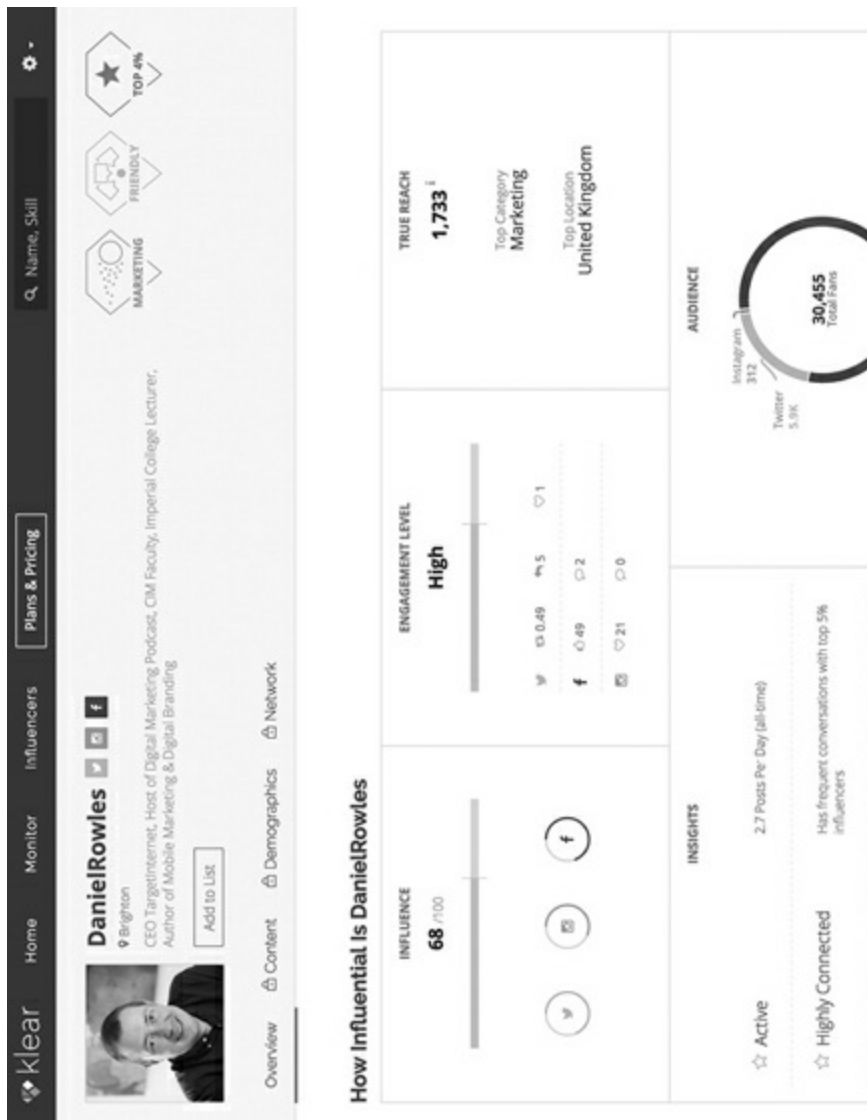 klear
Home
Monitor
Influencers
Plans & Pricing
Name, Skill
DanielRowles
Brighton
CEO TargetInternet, Host of Digital Marketing Podcast, CIM Faculty, Imperial College Lecturer,
Author of Mobile Marketing & Digital Branding
Add to List
MARKETING
FRIENDLY
TOP 4%
Overview
Content
Demographics
Network
How Influential Is DanielRowles
INFLUENCE
68 /100
ENGAGEMENT LEVEL
High
0.49 5 1
49 2
21 0
TRUE REACH
1,733 i
Top Category
Marketing
Top Location
United Kingdom
INSIGHTS
Active
2.7 Posts Per Day (all-time)
Highly Connected
Has frequent conversations with top 5%
influencers
AUDIENCE
Instagram
312
Twitter
5.9K
30,455
Total Fans